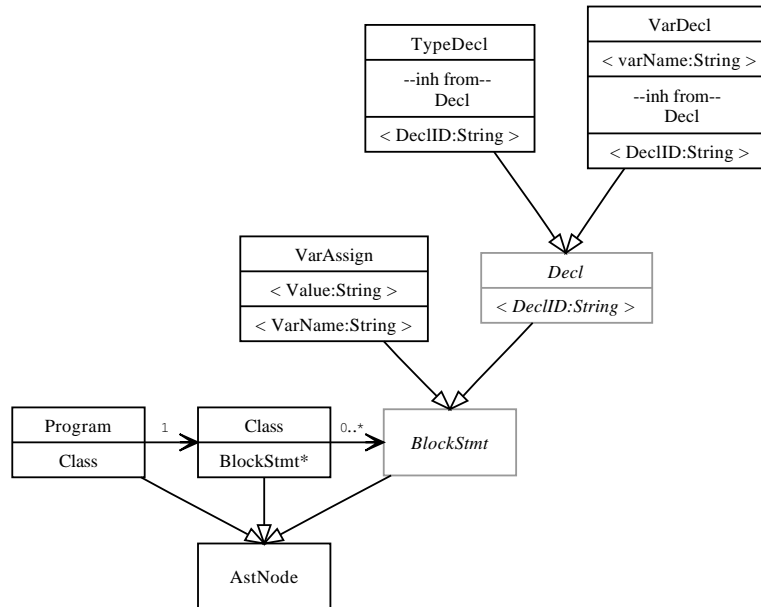 TypeDecl
--inh from--
Decl
< DeclID:String >
VarDecl
< varName:String >
--inh from--
Decl
< DeclID:String >
VarAssign
< Value:String >
< VarName:String >
Decl
< DeclID:String >
Program
Class
1
Class
BlockStmt*
0..*
BlockStmt
AstNode